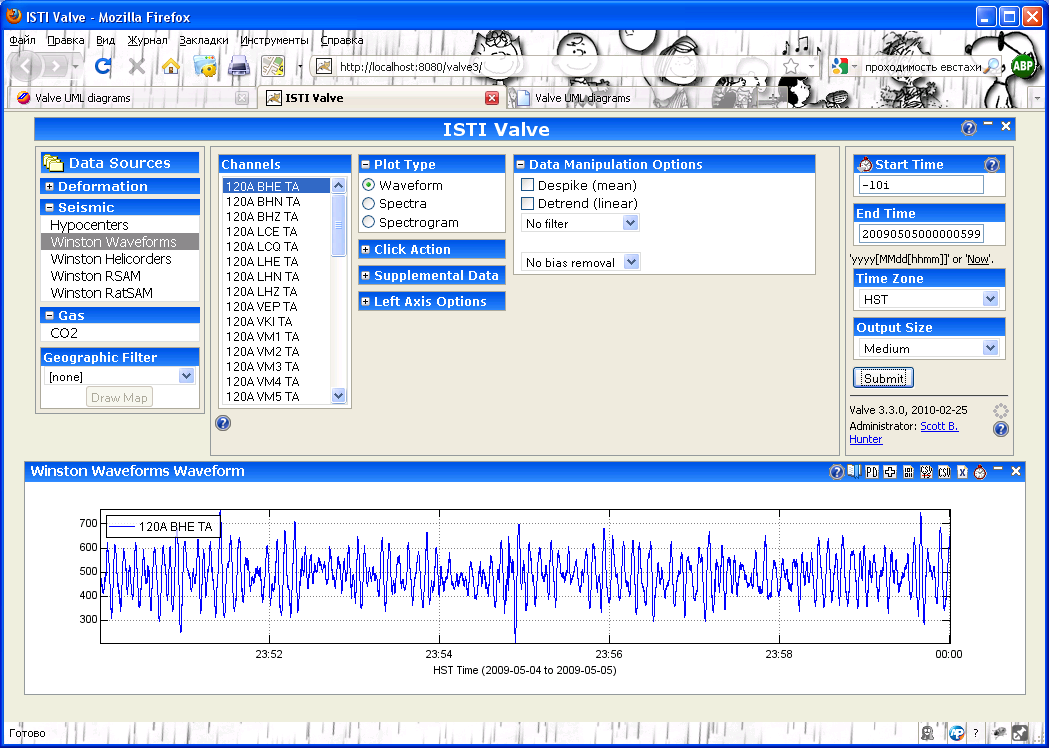 ISTI Valve - Mozilla Firefox
Файл Правка Вид Журнал Закладки Инструменты Справка
http://localhost:8080/valve3/
проходимость евстахи
ABP
Valve UML diagrams
ISTI Valve
Valve UML diagrams
ISTI Valve
Data Sources
Deformation
Seismic
Hypocenters
Winston Waveforms
Winston Helicorders
Winston RSAM
Winston RatSAM
Gas
CO2
Geographic Filter
[none]
Draw Map
Channels
120A BHE TA
120A BHN TA
120A BHZ TA
120A LCE TA
120A LCQ TA
120A LHE TA
120A LHN TA
120A LHZ TA
120A VEP TA
120A VKI TA
120A VM1 TA
120A VM2 TA
120A VM3 TA
120A VM4 TA
120A VM5 TA
Plot Type
Waveform
Spectra
Spectrogram
Click Action
Supplemental Data
Left Axis Options
Data Manipulation Options
Despike (mean)
Detrend (linear)
No filter
No bias removal
Start Time
-10i
End Time
20090505000000599
'yyyy[MMdd[hhmm]]' or 'Now'.
Time Zone
HST
Output Size
Medium
Submit
Valve 3.3.0, 2010-02-25
Administrator: Scott B.
Hunter
Winston Waveforms Waveform
120A BHE TA
700
600
500
400
300
23:52 23:54 23:56 23:58 00:00
HST Time (2009-05-04 to 2009-05-05)
Готово